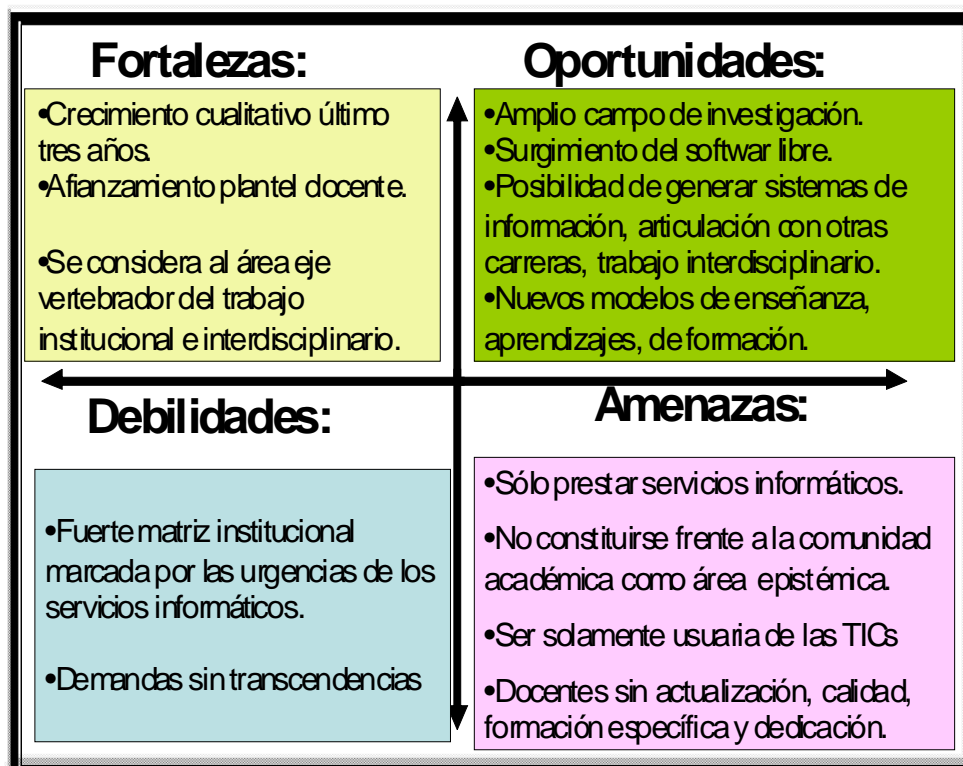 Fortalezas:
•Crecimiento cualitativo último
tres años.
•Afianzamiento plantel docente.
•Se considera al área eje
vertebrador del trabajo
institucional e interdisciplinario.
Oportunidades:
•Amplio campo de investigación.
•Surgimiento del softwar libre.
•Posibilidad de generar sistemas de
información, articulación con otras
carreras, trabajo interdisciplinario.
•Nuevos modelos de enseñanza,
aprendizajes, de formación.
Debilidades:
•Fuerte matriz institucional
marcada por las urgencias de los
servicios informáticos.
•Demandas sin transcendencias
Amenazas:
•Sólo prestar servicios informáticos.
•No constituirse frente a la comunidad
académica como área epistémica.
•Ser solamente usuaria de las TICs
•Docentes sin actualización, calidad,
formación específica y dedicación.